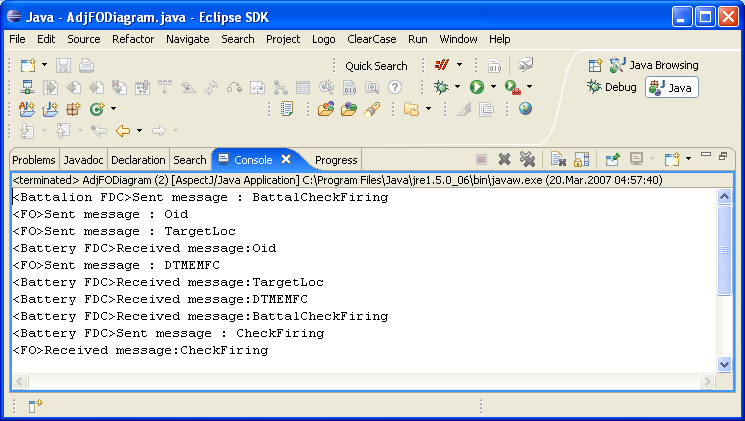 Java - AdjFODiagram.java - Eclipse SDK
File Edit Source Refactor Navigate Search Project Logo ClearCase Run Window Help
Quick Search
Java Browsing
Debug Java
Problems Javadoc Declaration Search Console Progress
<terminated> AdjFODiagram (2) [AspectJ/Java Application] C:\Program Files\Java\jre1.5.0_06\bin\javaw.exe (20.Mar.2007 04:57:40)
<Battalion FDC>Sent message : BattalCheckFiring
<FO>Sent message : Oid
<FO>Sent message : TargetLoc
<Battery FDC>Received message:Oid
<FO>Sent message : DTMEMFC
<Battery FDC>Received message:TargetLoc
<Battery FDC>Received message:DTMEMFC
<Battery FDC>Received message:BattalCheckFiring
<Battery FDC>Sent message : CheckFiring
<FO>Received message:CheckFiring